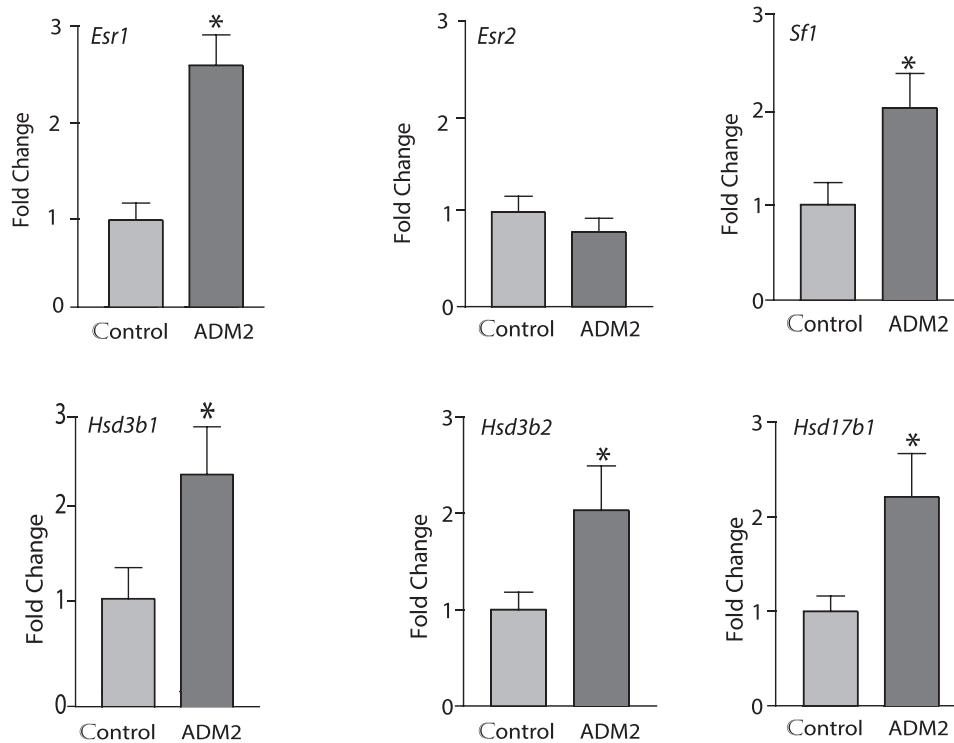 Esr1
3
2
1
0
Fold Change
*
Control ADM2
Esr2
3
2
1
0
Fold Change
Control ADM2
Sf1
3
2
1
0
Fold Change
*
Control ADM2
Hsd3b1
3
2
1
0
Fold Change
*
Control ADM2
Hsd3b2
3
2
1
0
Fold Change
*
Control ADM2
Hsd17b1
3
2
1
0
Fold Change
*
Control ADM2